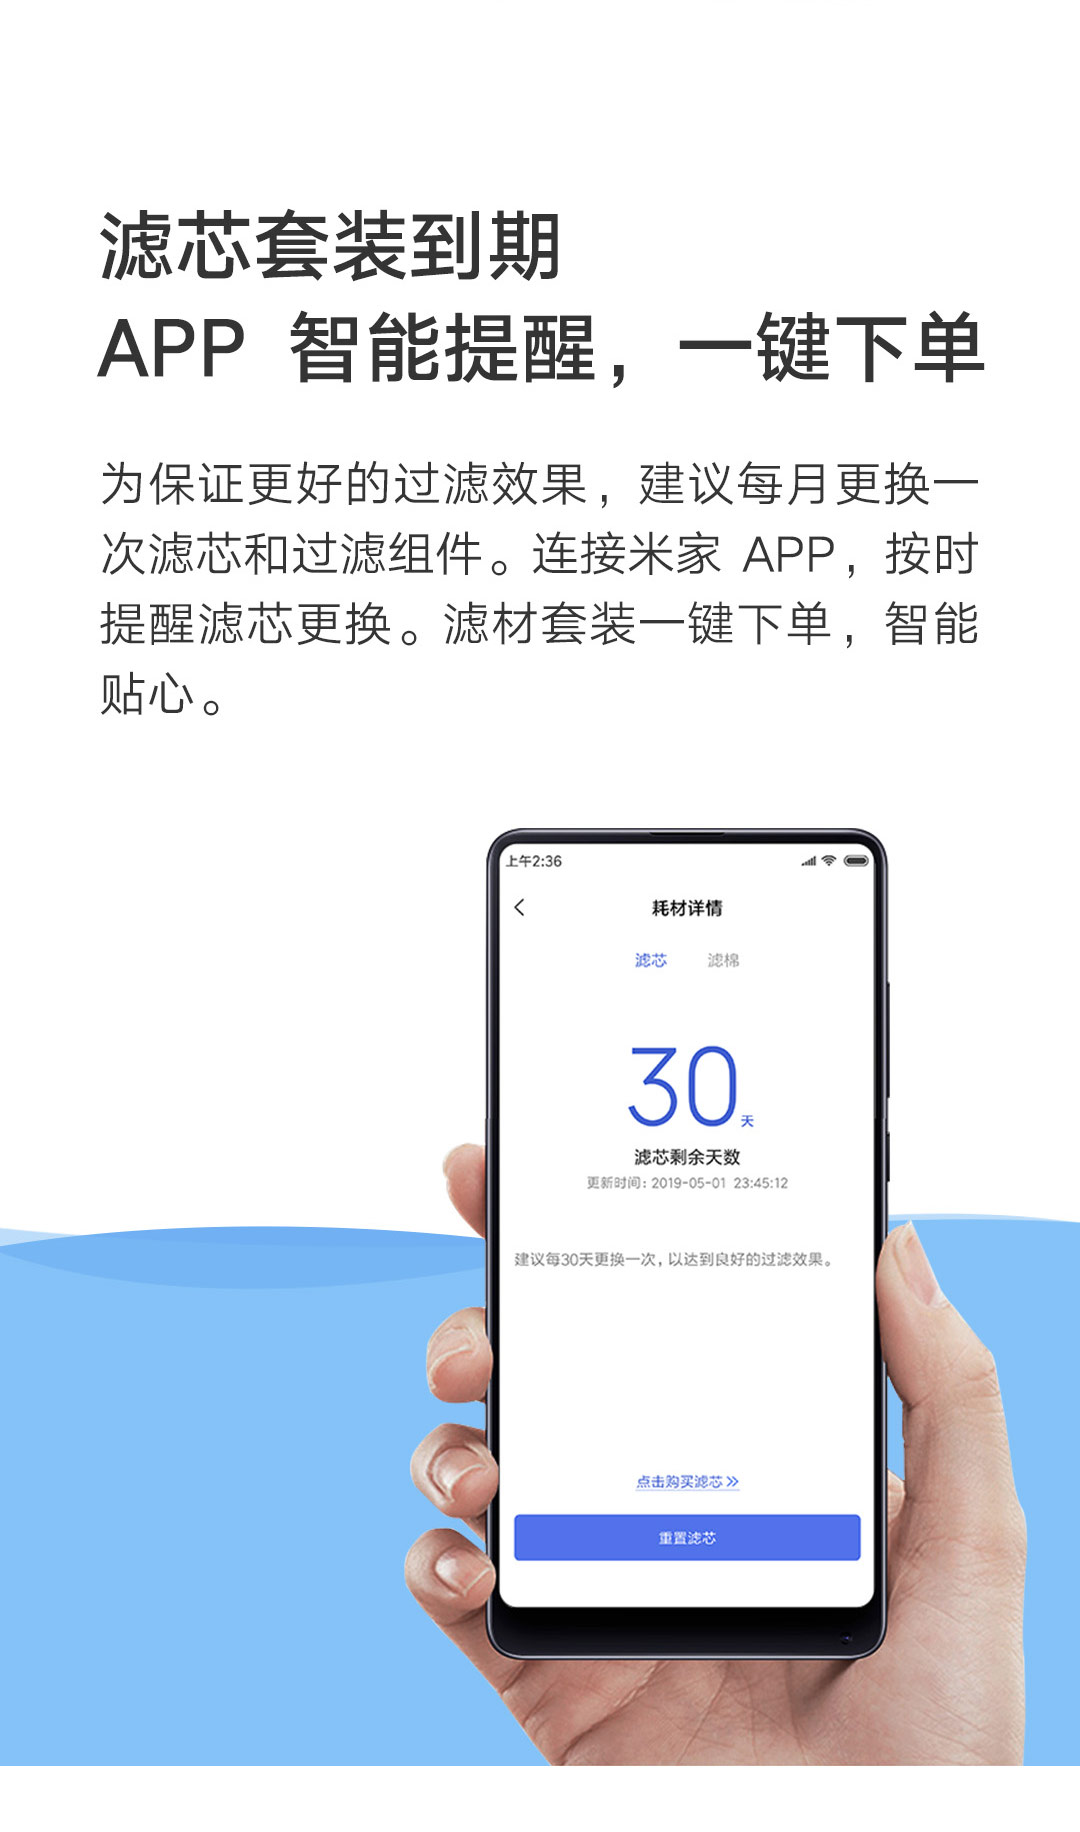 滤芯套装到期
APP 智能提醒，一键下单
为保证更好的过滤效果，建议每月更换一
次滤芯和过滤组件。连接米家 APP，按时
提醒滤芯更换。滤材套装一键下单，智能
贴心。
上午2:36
耗材详情
滤芯 滤棉
30天
滤芯剩余天数
更新时间：2019-05-01 23:45:12
建议每30天更换一次，以达到良好的过滤效果。
点击购买滤芯 >>
重置滤芯